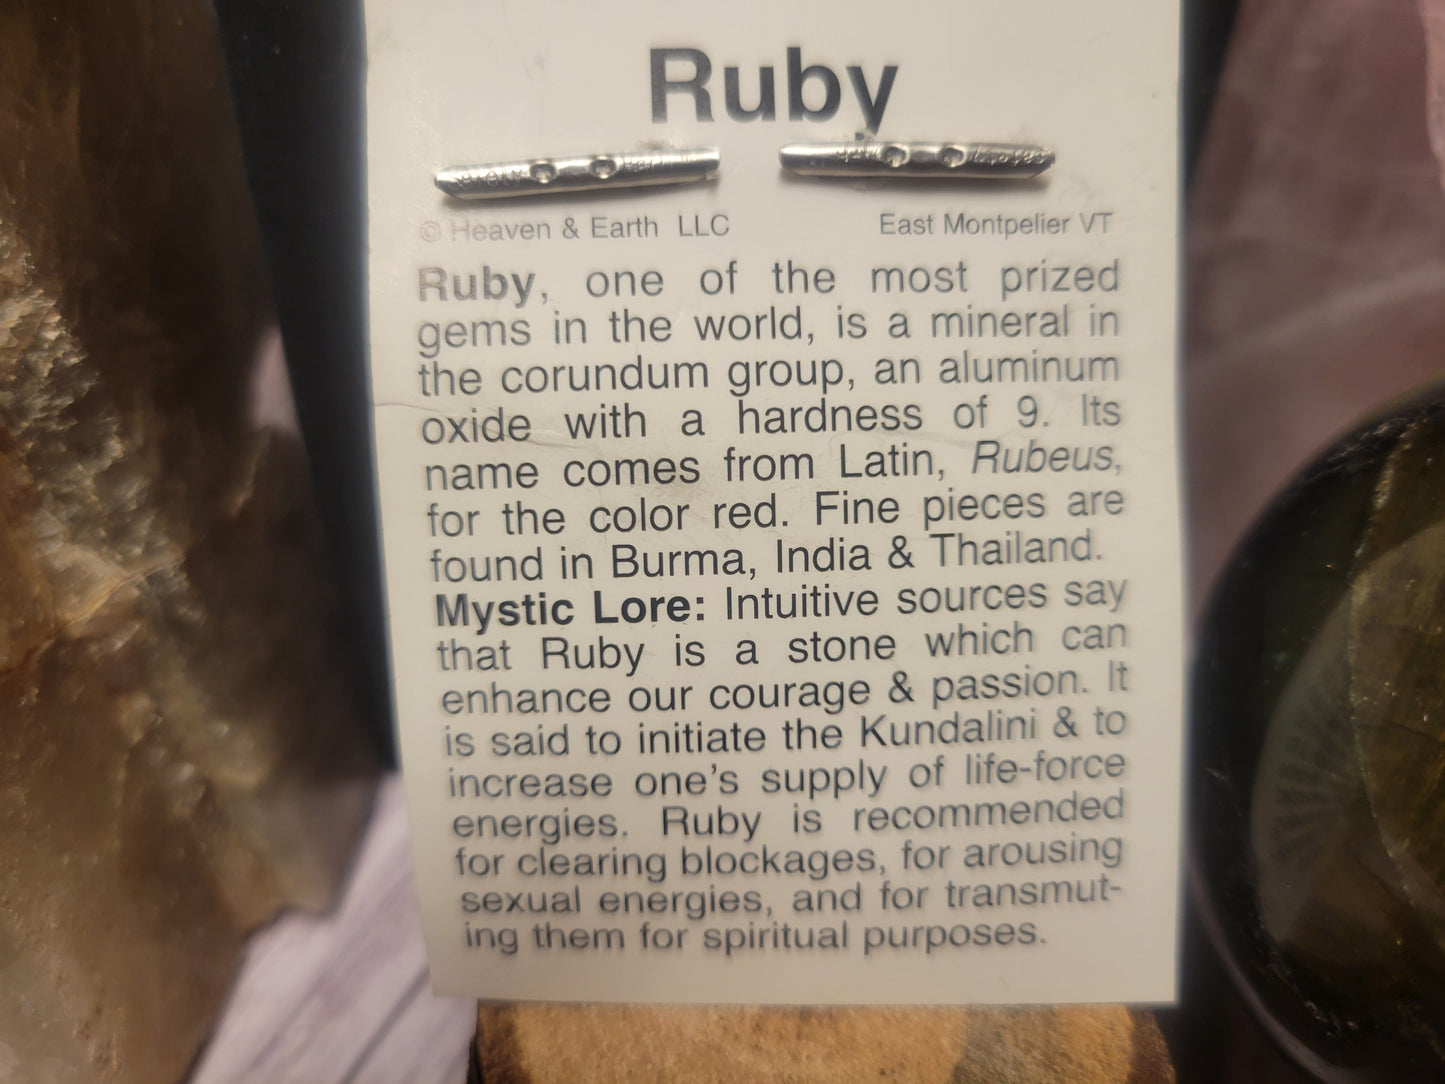 Ruby
© Heaven & Earth LLC East Montpelier VT
Ruby, one of the most prized
gems in the world, is a mineral in
the corundum group, an aluminum
oxide with a hardness of 9. Its
name comes from Latin, Rubeus,
for the color red. Fine pieces are
found in Burma, India & Thailand.
Mystic Lore: Intuitive sources say
that Ruby is a stone which can
enhance our courage & passion. It
is said to initiate the Kundalini & to
increase one's supply of life-force
energies. Ruby is recommended
for clearing blockages, for arousing
sexual energies, and for transmut-
ing them for spiritual purposes.